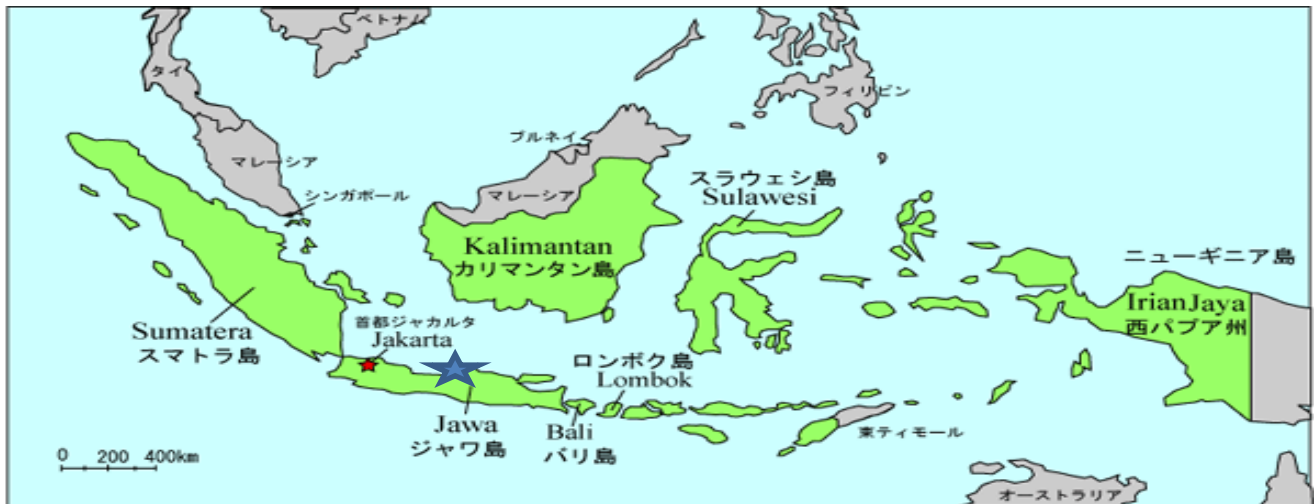 ベトナム
タイ
フィリピン
ブルネイ
マレーシア
スラウェシ島
Sulawesi
マレーシア
シンガポール
Kalimantan
カリマンタン島
ニューギニア島
IrianJaya
西パプア州
首都ジャカルタ
Jakarta
Sumatera
スマトラ島
ロンボク島
Lombok
Jawa
ジャワ島
Bali
バリ島
東ティモール
0 200 400km
オーストラリア